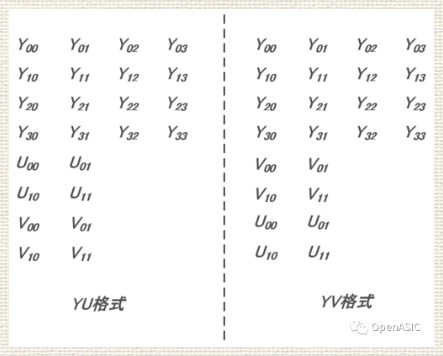 Y₀₀ Y₀₁ Y₀₂ Y₀₃
Y₁₀ Y₁₁ Y₁₂ Y₁₃
Y₂₀ Y₂₁ Y₂₂ Y₂₃
Y₃₀ Y₃₁ Y₃₂ Y₃₃
U₀₀ U₀₁
U₁₀ U₁₁
V₀₀ V₀₁
V₁₀ V₁₁
YU格式
Y₀₀ Y₀₁ Y₀₂ Y₀₃
Y₁₀ Y₁₁ Y₁₂ Y₁₃
Y₂₀ Y₂₁ Y₂₂ Y₂₃
Y₃₀ Y₃₁ Y₃₂ Y₃₃
V₀₀ V₀₁
V₁₀ V₁₁
U₀₀ U₀₁
U₁₀ U₁₁
YV格式
OpenASIC